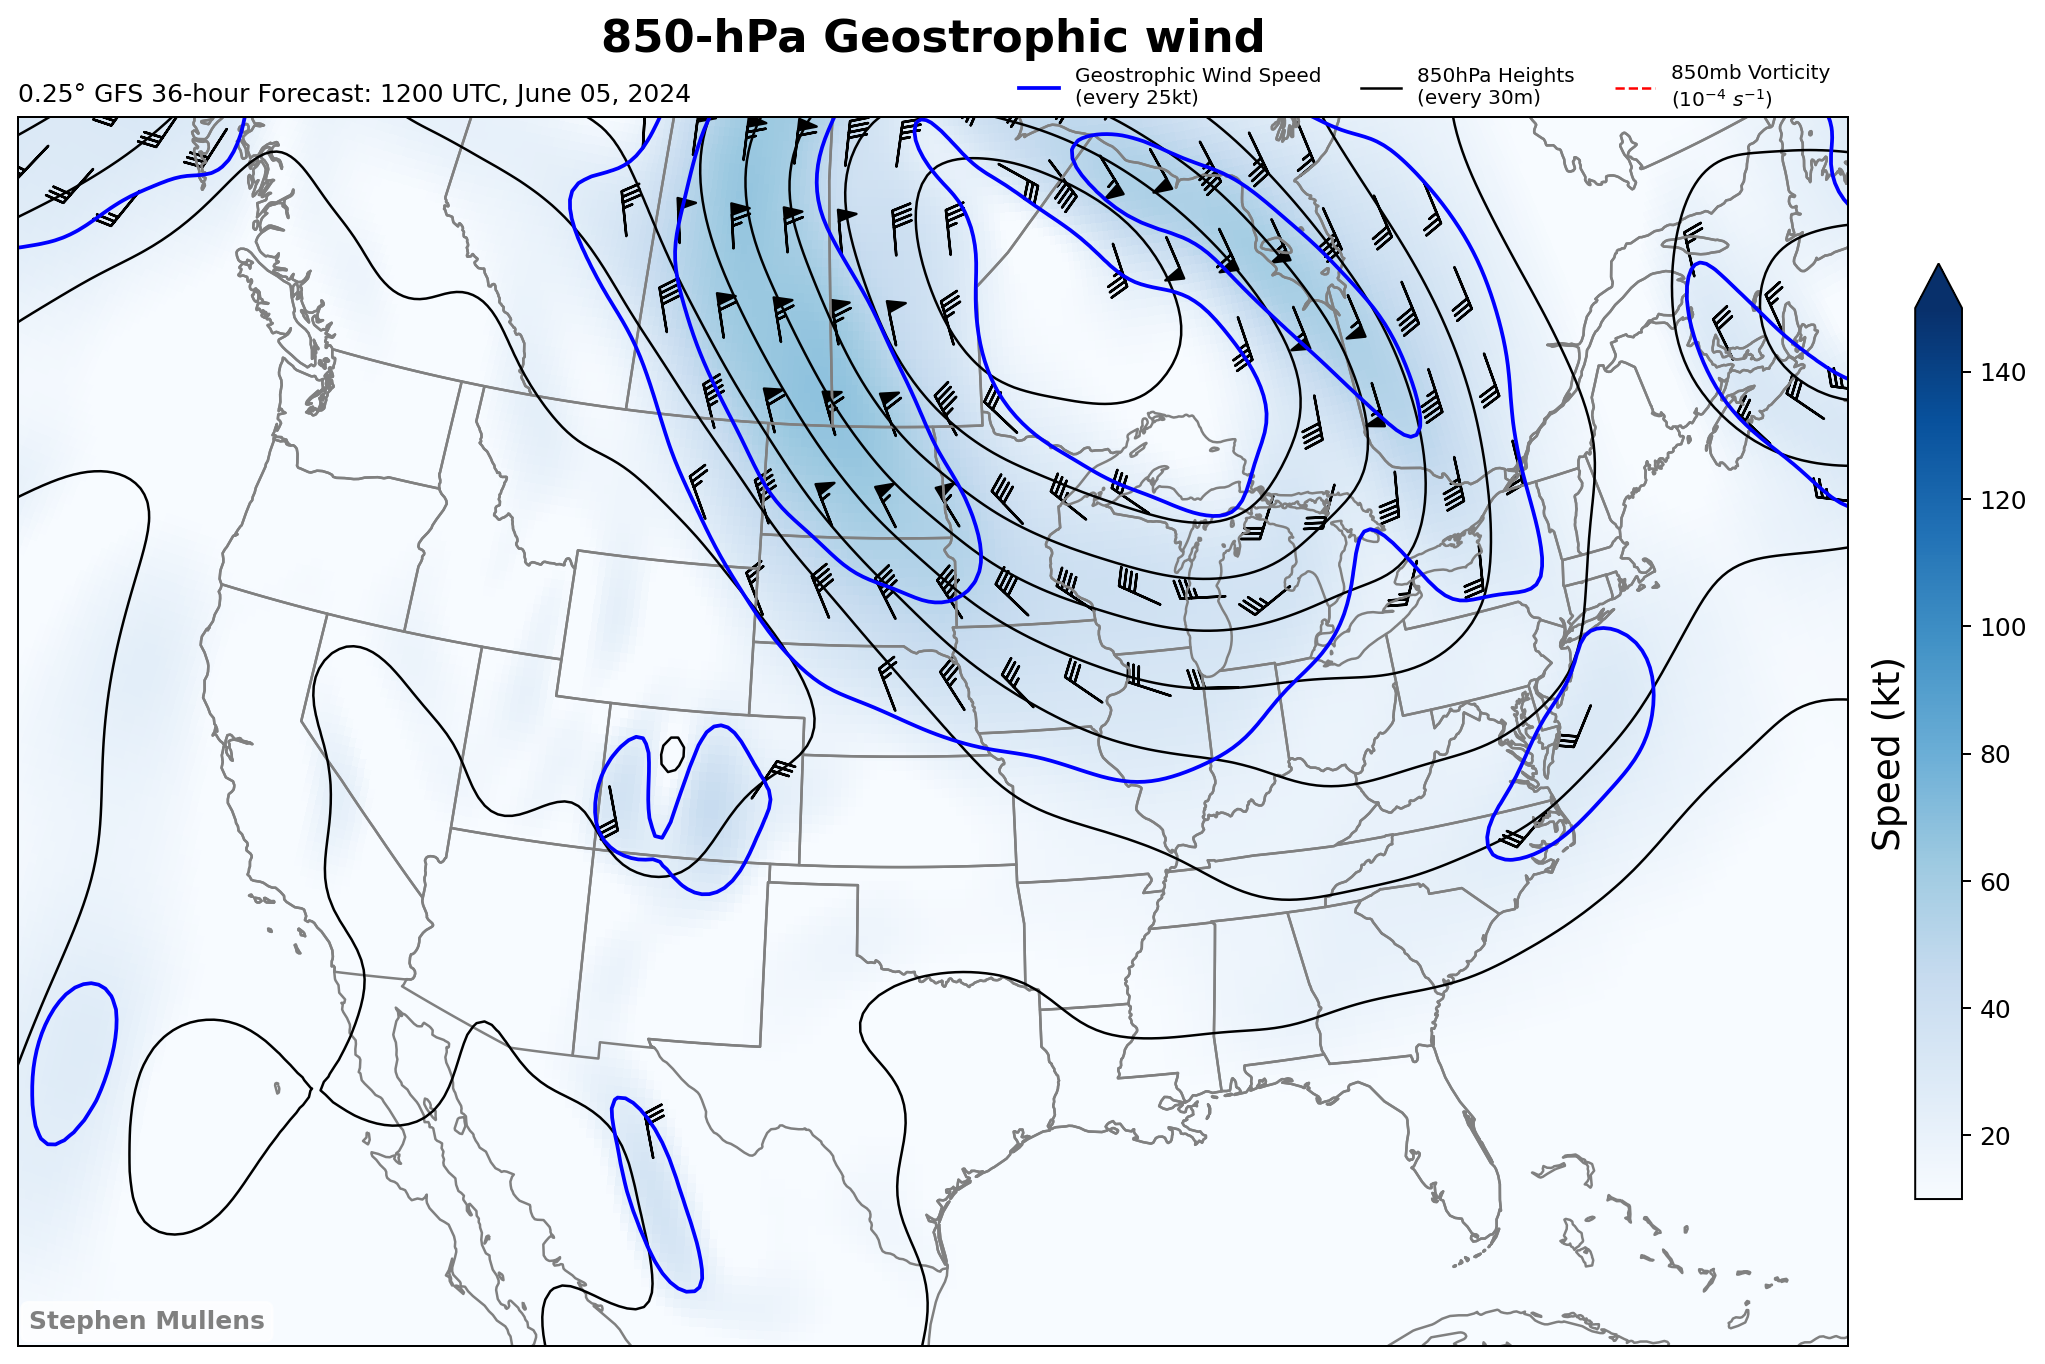 850-hPa Geostrophic wind
0.25° GFS 36-hour Forecast: 1200 UTC, June 05, 2024
Geostrophic Wind Speed
(every 25kt)
850hPa Heights
(every 30m)
850mb Vorticity
(10⁻⁴ s⁻¹)
140
120
100
80
60
40
20
Speed (kt)
Stephen Mullens